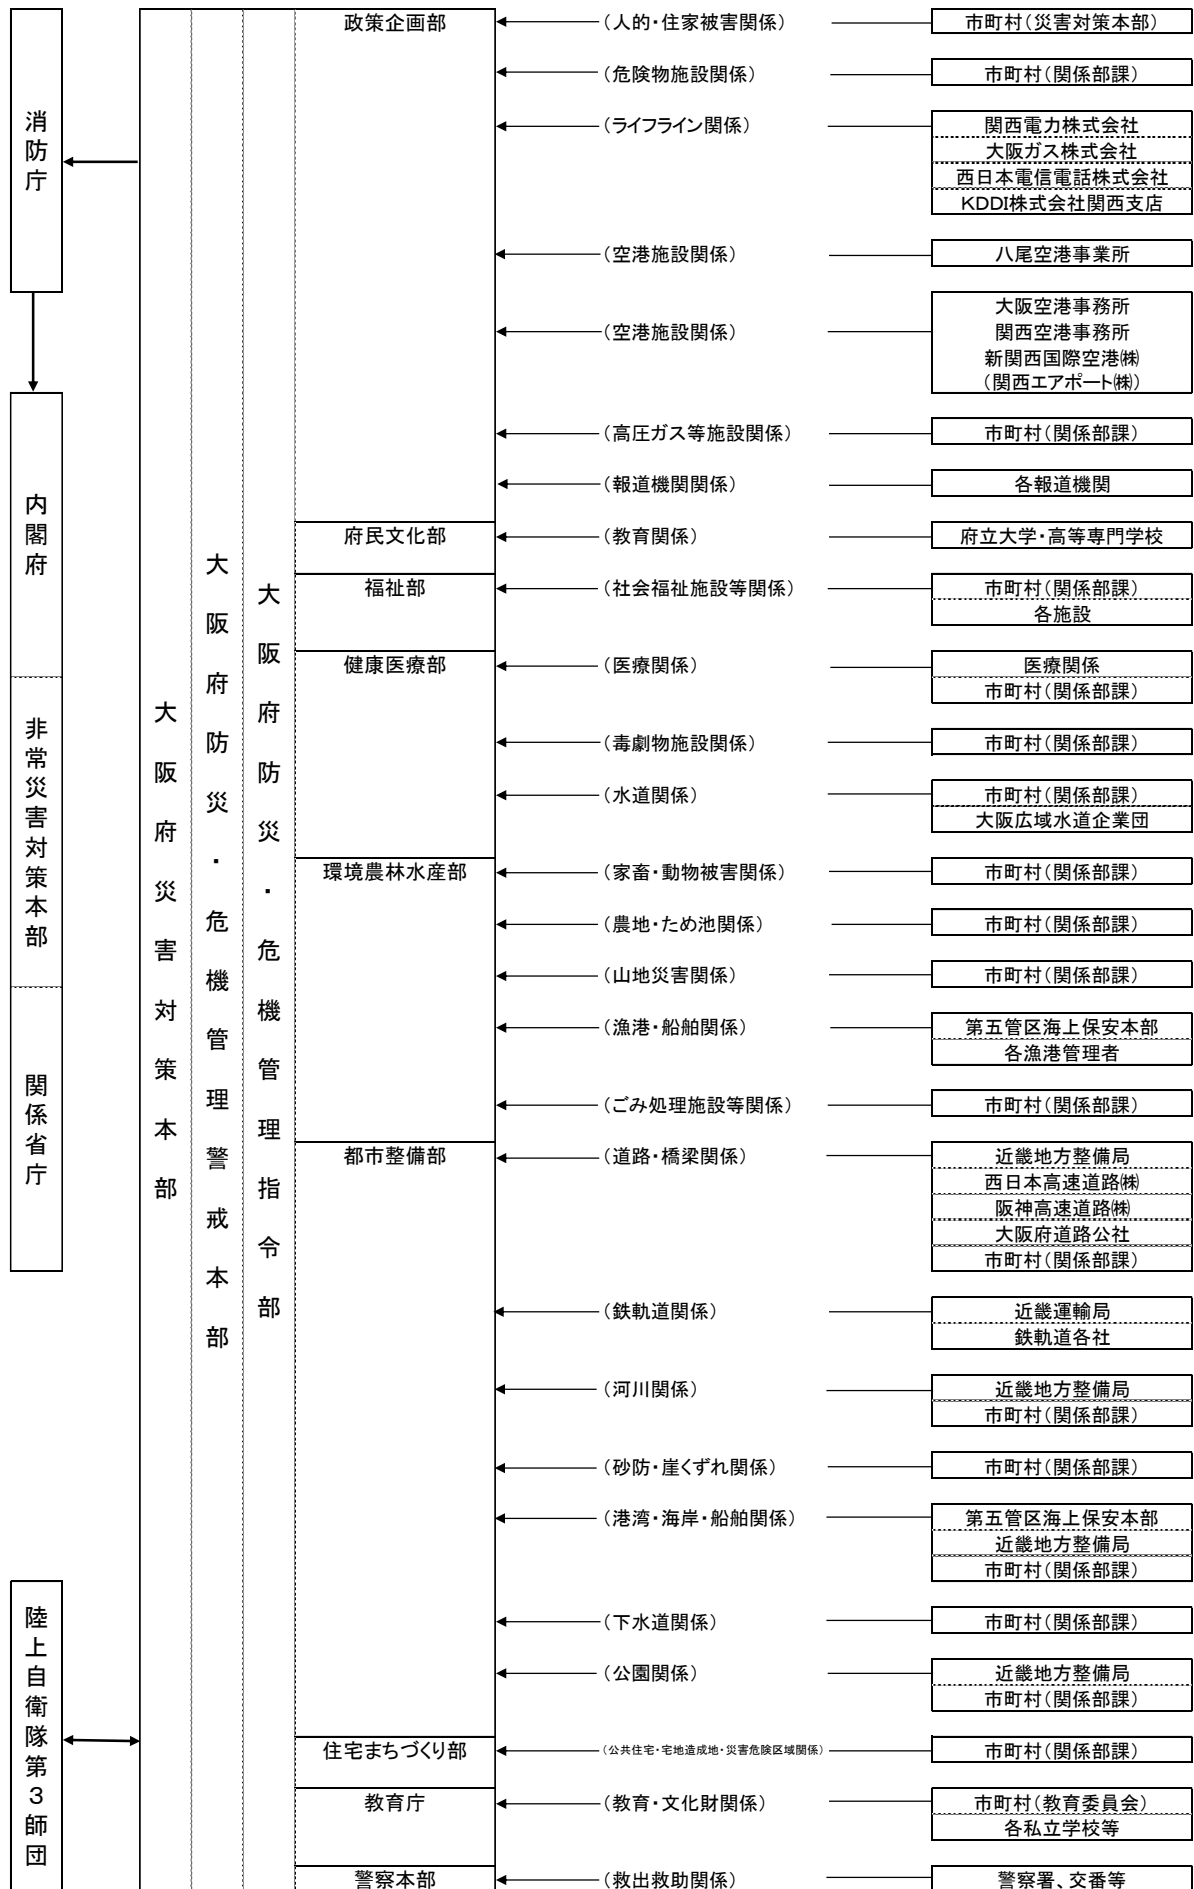 消防庁
内閣府
非常災害対策本部
関係省庁
陸上自衛隊第３師団
大阪府災害対策本部
大阪府防災・危機管理警戒本部
大阪府防災・危機管理指令部
政策企画部
（人的・住家被害関係）
市町村（災害対策本部）
（危険物施設関係）
市町村（関係部課）
（ライフライン関係）
関西電力株式会社
大阪ガス株式会社
西日本電信電話株式会社
KDDI株式会社関西支店
（空港施設関係）
八尾空港事業所
（空港施設関係）
大阪空港事務所
関西空港事務所
新関西国際空港㈱
（関西エアポート㈱）
（高圧ガス等施設関係）
市町村（関係部課）
（報道機関関係）
各報道機関
府民文化部
（教育関係）
府立大学・高等専門学校
福祉部
（社会福祉施設等関係）
市町村（関係部課）
各施設
健康医療部
（医療関係）
医療関係
市町村（関係部課）
（毒劇物施設関係）
市町村（関係部課）
（水道関係）
市町村（関係部課）
大阪広域水道企業団
環境農林水産部
（家畜・動物被害関係）
市町村（関係部課）
（農地・ため池関係）
市町村（関係部課）
（山地災害関係）
市町村（関係部課）
（漁港・船舶関係）
第五管区海上保安本部
各漁港管理者
（ごみ処理施設等関係）
市町村（関係部課）
都市整備部
（道路・橋梁関係）
近畿地方整備局
西日本高速道路㈱
阪神高速道路㈱
大阪府道路公社
市町村（関係部課）
（鉄軌道関係）
近畿運輸局
鉄軌道各社
（河川関係）
近畿地方整備局
市町村（関係部課）
（砂防・崖くずれ関係）
市町村（関係部課）
（港湾・海岸・船舶関係）
第五管区海上保安本部
近畿地方整備局
市町村（関係部課）
（下水道関係）
市町村（関係部課）
（公園関係）
近畿地方整備局
市町村（関係部課）
住宅まちづくり部
（公共住宅・宅地造成地・災害危険区域関係）
市町村（関係部課）
教育庁
（教育・文化財関係）
市町村（教育委員会）
各私立学校等
警察本部
（救出救助関係）
警察署、交番等